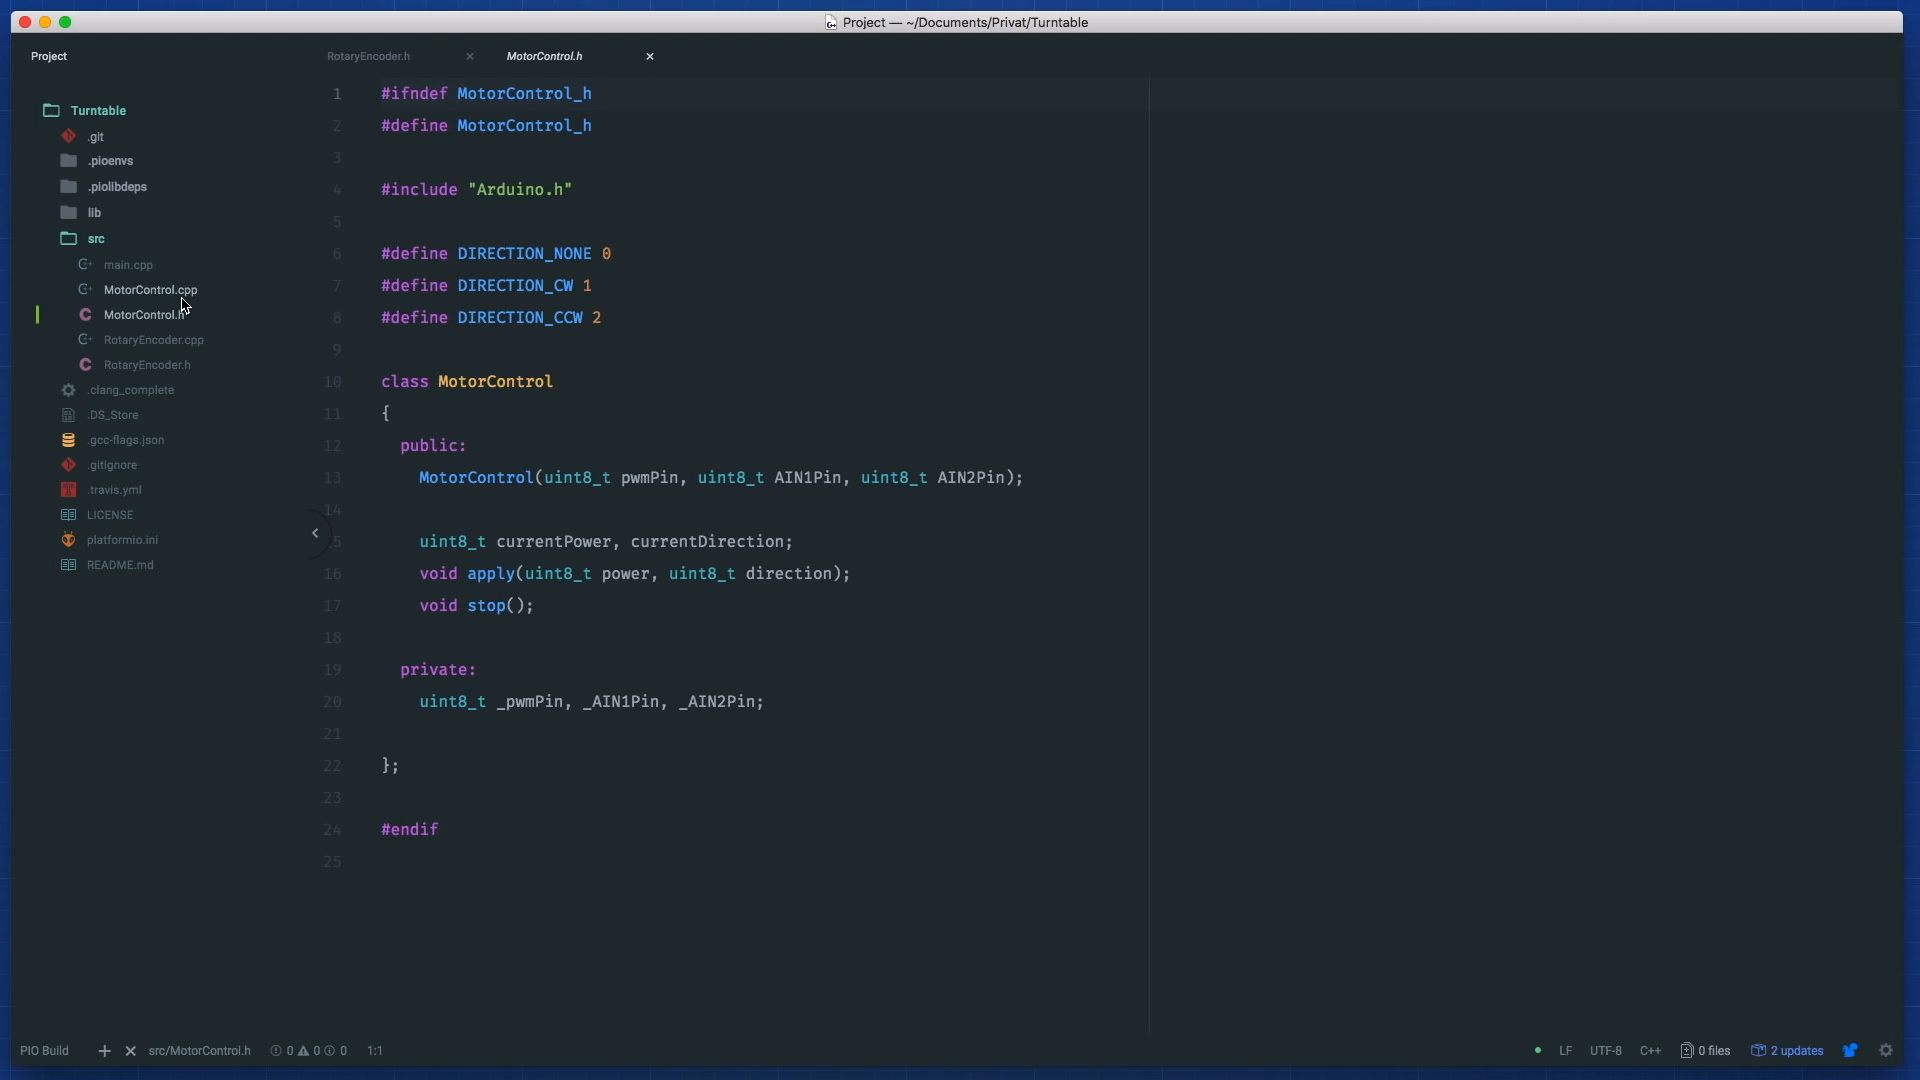 Project — ~/Documents/Privat/Turntable
Project
RotaryEncoder.h
MotorControl.h
Turntable
.git
.pioenvs
.piolibdeps
lib
src
main.cpp
MotorControl.cpp
MotorControl.h
RotaryEncoder.cpp
RotaryEncoder.h
.clang_complete
.DS_Store
.gcc-flags.json
.gitignore
.travis.yml
LICENSE
platformio.ini
README.md
1 #ifndef MotorControl_h
2 #define MotorControl_h
3
4 #include "Arduino.h"
5
6 #define DIRECTION_NONE 0
7 #define DIRECTION_CW 1
8 #define DIRECTION_CCW 2
9
10 class MotorControl
11 {
12 public:
13 MotorControl(uint8_t pwmPin, uint8_t AIN1Pin, uint8_t AIN2Pin);
14
15 uint8_t currentPower, currentDirection;
16 void apply(uint8_t power, uint8_t direction);
17 void stop();
18
19 private:
20 uint8_t _pwmPin, _AIN1Pin, _AIN2Pin;
21
22 };
23
24 #endif
25
PIO Build src/MotorControl.h 0 0 0 1:1 LF UTF-8 C++ 0 files 2 updates